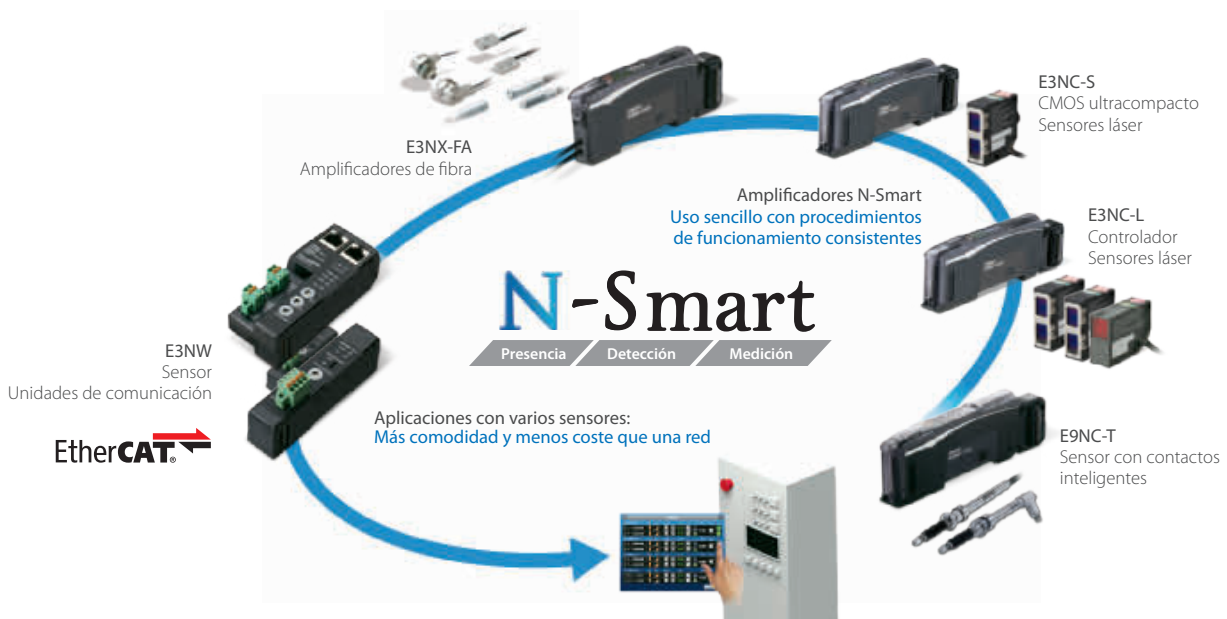 E3NX-FA
Amplificadores de fibra
E3NC-S
CMOS ultracompacto
Sensores láser
Amplificadores N-Smart
Uso sencillo con procedimientos
de funcionamiento consistentes
E3NC-L
Controlador
Sensores láser
N-Smart
Presencia
Detección
Medición
E3NW
Sensor
Unidades de comunicación
EtherCAT®
Aplicaciones con varios sensores:
Más comodidad y menos coste que una red
E9NC-T
Sensor con contactos
inteligentes